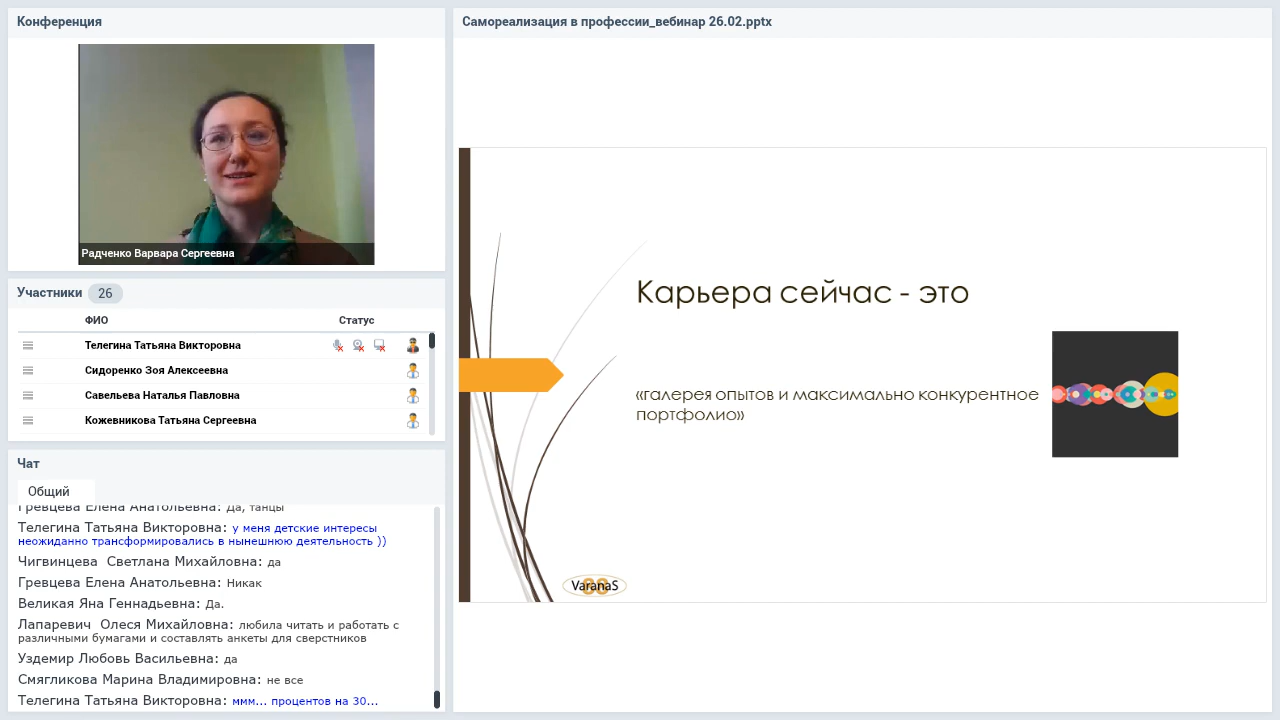 Конференция
Радченко Варвара Сергеевна
Участники 26
ФИО Статус
Телегина Татьяна Викторовна
Сидоренко Зоя Алексеевна
Савельева Наталья Павловна
Кожевникова Татьяна Сергеевна
Чат
Общий
Гревцева Елена Анатольевна: Да, танцы
Телегина Татьяна Викторовна: у меня детские интересы
неожиданно трансформировались в нынешнюю деятельность ))
Чигвинцева Светлана Михайловна: да
Гревцева Елена Анатольевна: Никак
Великая Яна Геннадьевна: Да.
Лапаревич Олеся Михайловна: любила читать и работать с
различными бумагами и составлять анкеты для сверстников
Уздемир Любовь Васильевна: да
Смягликова Марина Владимировна: не все
Телегина Татьяна Викторовна: ммм... процентов на 30...
Самореализация в профессии_вебинар 26.02.pptx
Карьера сейчас - это
«галерея опытов и максимально конкурентное
портфолио»
VaranaS